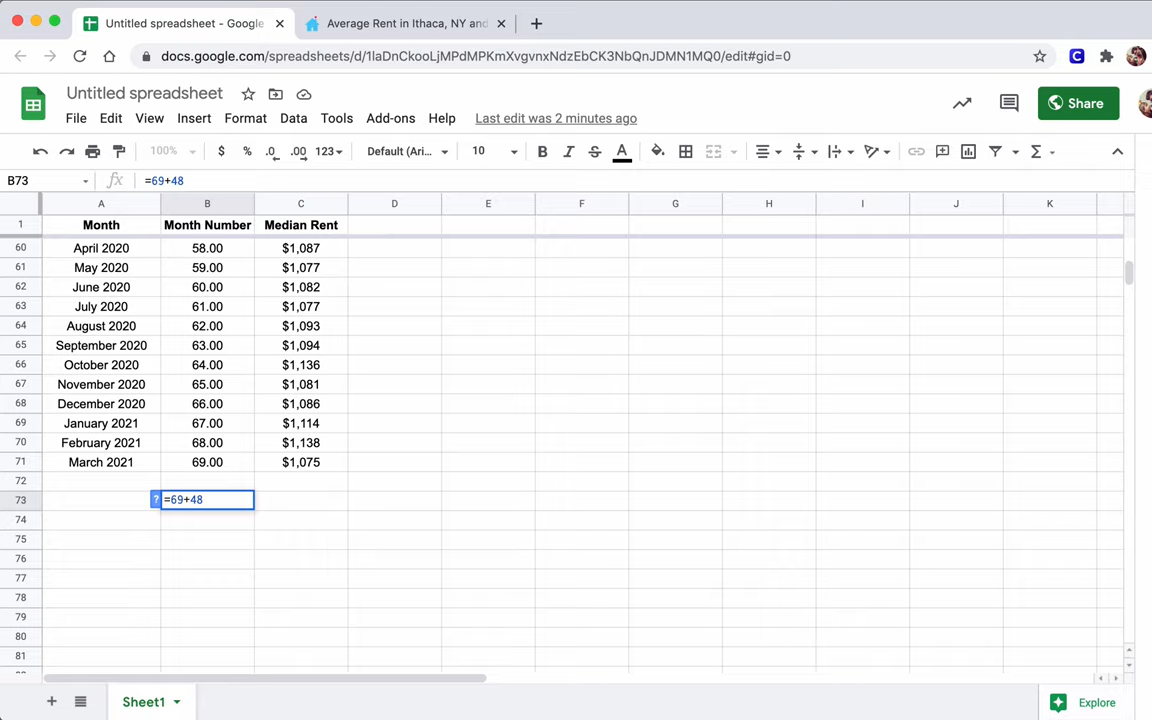 Untitled spreadsheet - Google
Average Rent in Ithaca, NY and
docs.google.com/spreadsheets/d/1laDnCkooLjMPdMPKmXvgvnxNdzEbCK3NbQnJDMN1MQ0/edit#gid=0
Untitled spreadsheet
File Edit View Insert Format Data Tools Add-ons Help Last edit was 2 minutes ago
Share
100% $ % .0 .00 123 Default (Ari... 10 B I S A Σ
B73 fx =69+48
A B C D E F G H I J K
1 Month Month Number Median Rent
60 April 2020 58.00 $1,087
61 May 2020 59.00 $1,077
62 June 2020 60.00 $1,082
63 July 2020 61.00 $1,077
64 August 2020 62.00 $1,093
65 September 2020 63.00 $1,094
66 October 2020 64.00 $1,136
67 November 2020 65.00 $1,081
68 December 2020 66.00 $1,086
69 January 2021 67.00 $1,114
70 February 2021 68.00 $1,138
71 March 2021 69.00 $1,075
72
73 ? =69+48
74
75
76
77
78
79
80
81
Sheet1 Explore